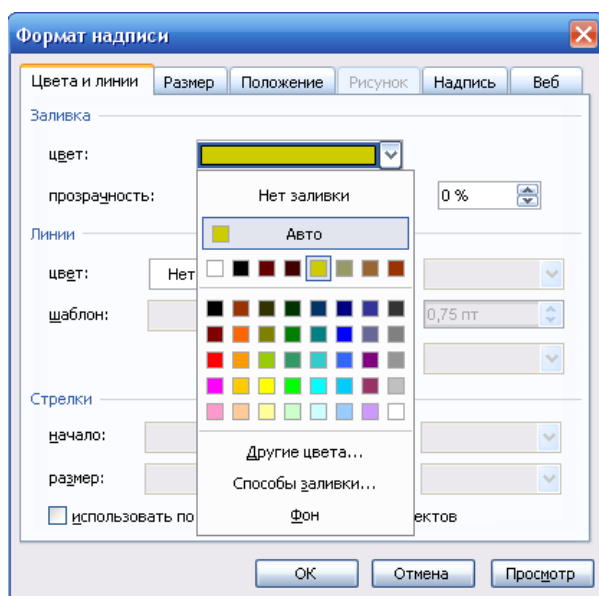 Формат надписи
Цвета и линии Размер Положение Рисунок Надпись Веб
Заливка
цвет:
Нет заливки
прозрачность: 0 %
Авто
Линии
цвет: Нет
шаблон: 0,75 пт
Стрелки
начало:
Другие цвета...
размер:
Способы заливки...
использовать по ектов
Фон
ОК Отмена Просмотр